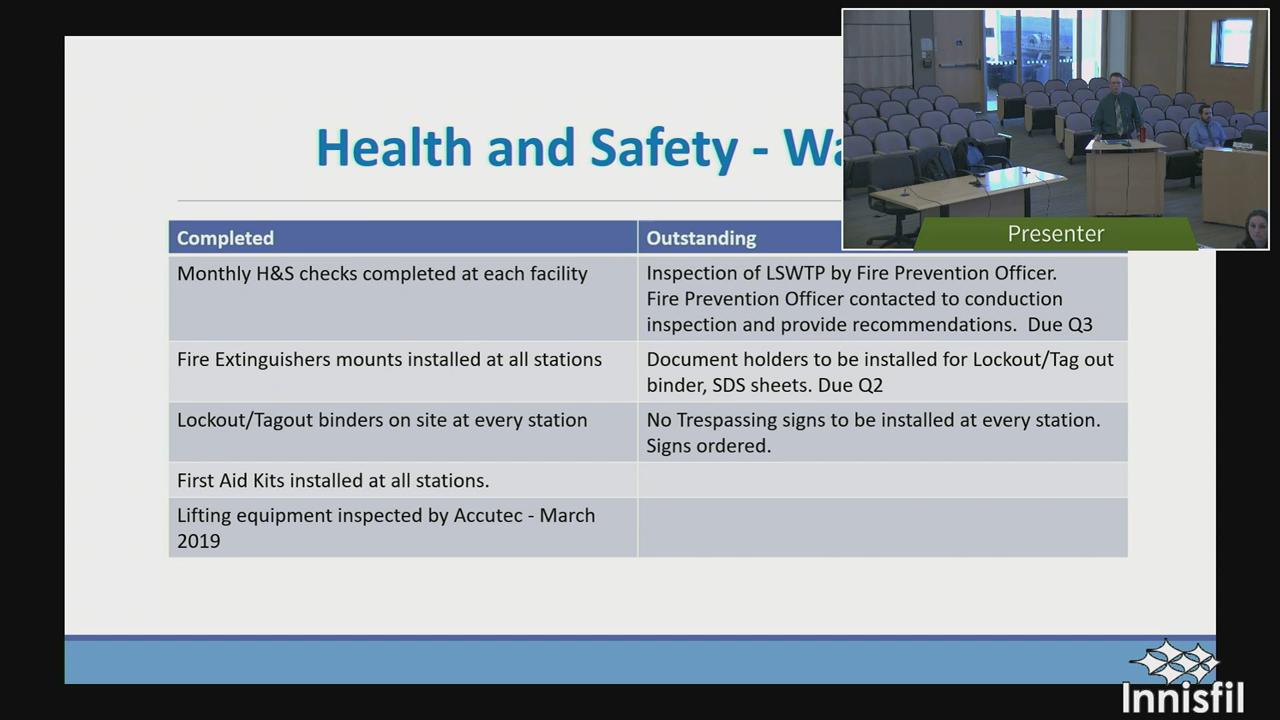 Health and Safety - Wa
Presenter
Completed
Outstanding
Monthly H&S checks completed at each facility
Inspection of LSWTP by Fire Prevention Officer.
Fire Prevention Officer contacted to conduction
inspection and provide recommendations.  Due Q3
Fire Extinguishers mounts installed at all stations
Document holders to be installed for Lockout/Tag out
binder, SDS sheets. Due Q2
Lockout/Tagout binders on site at every station
No Trespassing signs to be installed at every station.
Signs ordered.
First Aid Kits installed at all stations.
Lifting equipment inspected by Accutec - March
2019
Innisfil